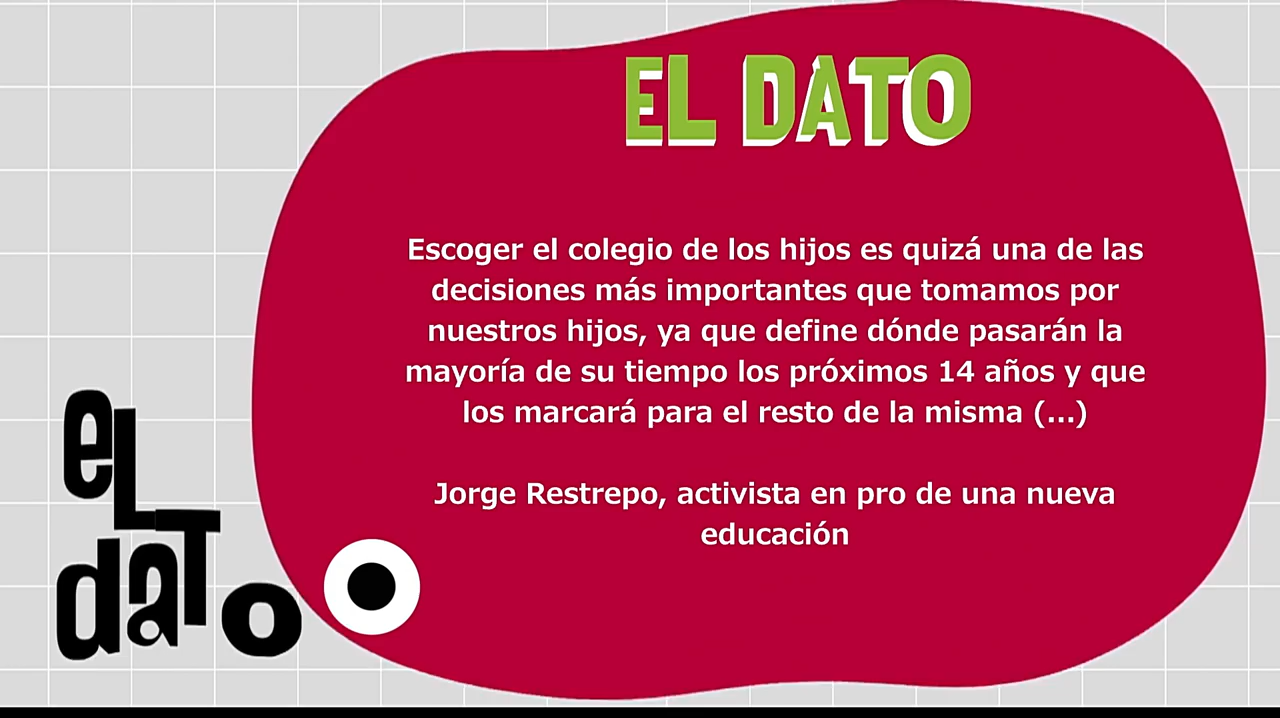 EL DATO
Escoger el colegio de los hijos es quizá una de las
decisiones más importantes que tomamos por
nuestros hijos, ya que define dónde pasarán la
mayoría de su tiempo los próximos 14 años y que
los marcará para el resto de la misma (...)
Jorge Restrepo, activista en pro de una nueva
educación
eL
daTo